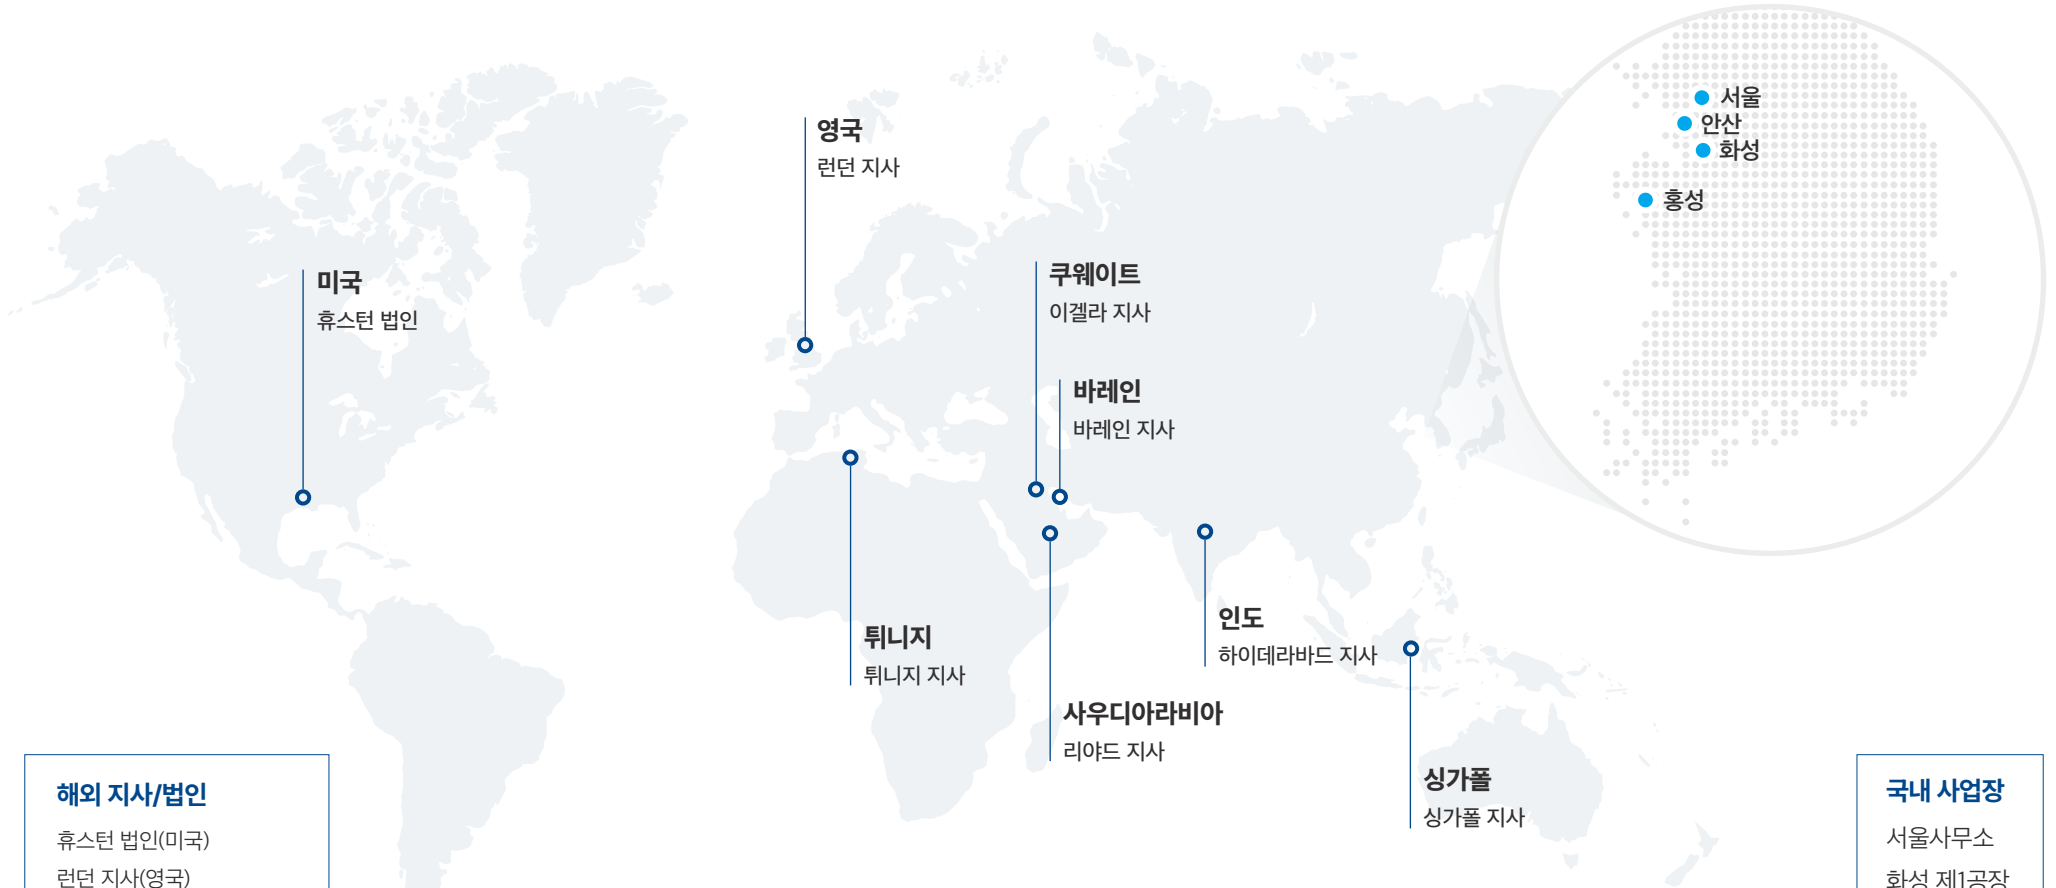 서울
안산
화성
홍성
영국
런던 지사
미국
휴스턴 법인
쿠웨이트
이겔라 지사
바레인
바레인 지사
튀니지
튀니지 지사
인도
하이데라바드 지사
사우디아라비아
리야드 지사
싱가폴
싱가폴 지사
해외 지사/법인
휴스턴 법인(미국)
런던 지사(영국)
국내 사업장
서울사무소
화성 제1공장